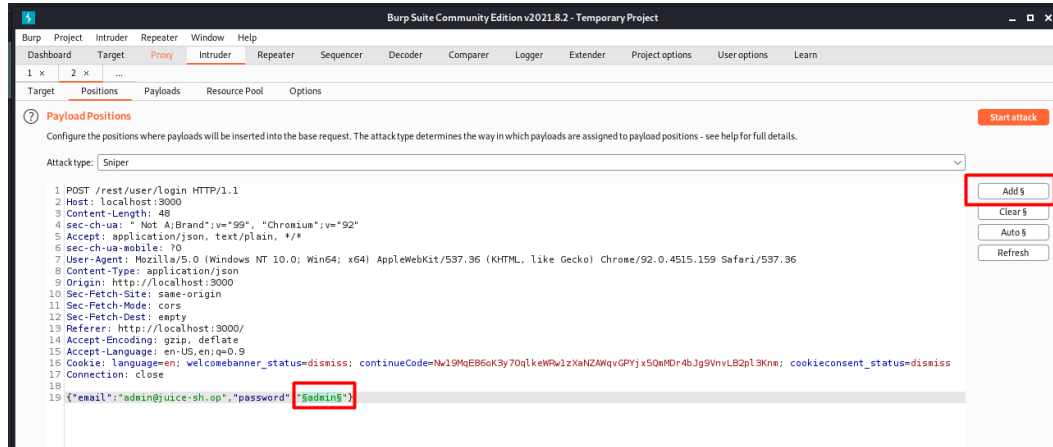 Burp Suite Community Edition v2021.8.2 - Temporary Project
Burp Project Intruder Repeater Window Help
Dashboard Target Proxy Intruder Repeater Sequencer Decoder Comparer Logger Extender Project options User options Learn
1 × 2 × ...
Target Positions Payloads Resource Pool Options
? Payload Positions
Start attack
Configure the positions where payloads will be inserted into the base request. The attack type determines the way in which payloads are assigned to payload positions - see help for full details.
Attack type: Sniper
Add §
Clear §
Auto §
Refresh
1 POST /rest/user/login HTTP/1.1
2 Host: localhost:3000
3 Content-Length: 48
4 sec-ch-ua: " Not A;Brand";v="99", "Chromium";v="92"
5 Accept: application/json, text/plain, */*
6 sec-ch-ua-mobile: ?0
7 User-Agent: Mozilla/5.0 (Windows NT 10.0; Win64; x64) AppleWebKit/537.36 (KHTML, like Gecko) Chrome/92.0.4515.159 Safari/537.36
8 Content-Type: application/json
9 Origin: http://localhost:3000
10 Sec-Fetch-Site: same-origin
11 Sec-Fetch-Mode: cors
12 Sec-Fetch-Dest: empty
13 Referer: http://localhost:3000/
14 Accept-Encoding: gzip, deflate
15 Accept-Language: en-US,en;q=0.9
16 Cookie: language=en; welcomebanner_status=dismiss; continueCode=Nwl9MqE86oK3y7OqlkeWRw1zXaNZAWqvGPYjx5QmMDr4bJg9VnvLB2pl3Knm; cookieconsent_status=dismiss
17 Connection: close
18
19 {"email":"admin@juice-sh.op","password" "§admin§"}